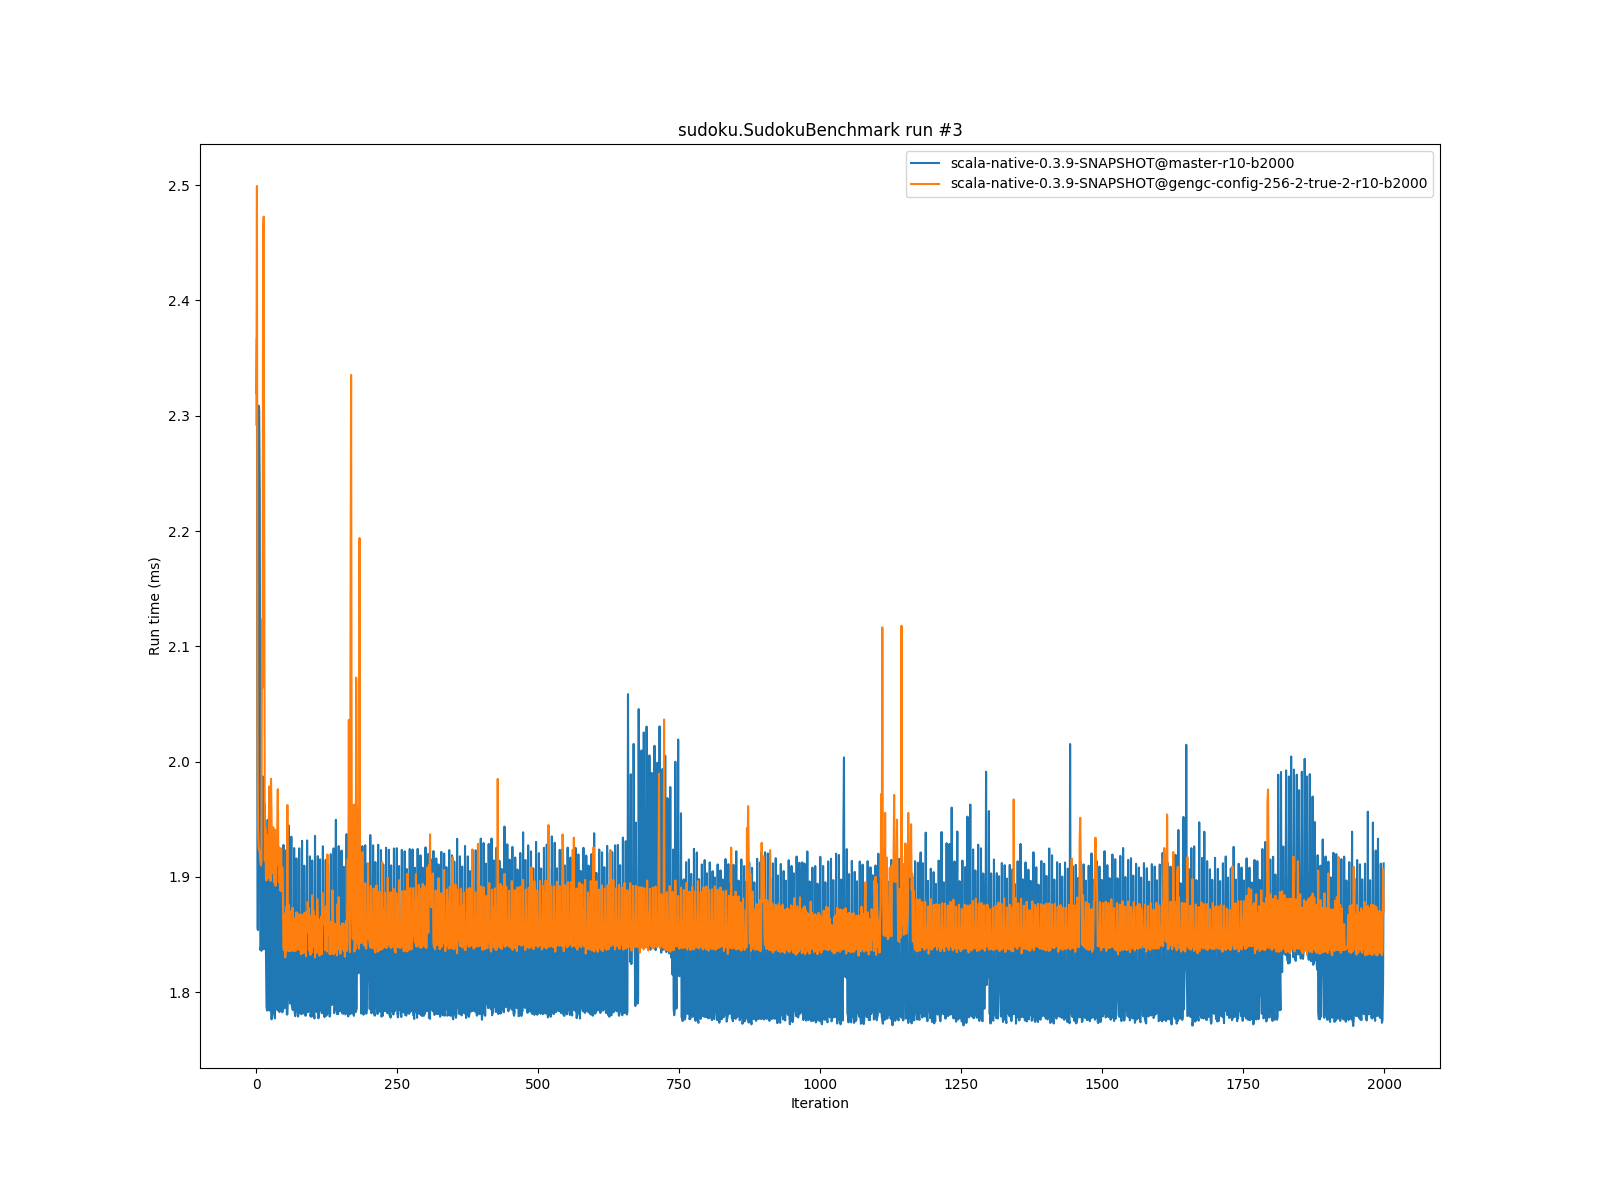 sudoku.SudokuBenchmark run #3
scala-native-0.3.9-SNAPSHOT@master-r10-b2000
scala-native-0.3.9-SNAPSHOT@gengc-config-256-2-true-2-r10-b2000
Run time (ms)
2.5
2.4
2.3
2.2
2.1
2.0
1.9
1.8
0 250 500 750 1000 1250 1500 1750 2000
Iteration